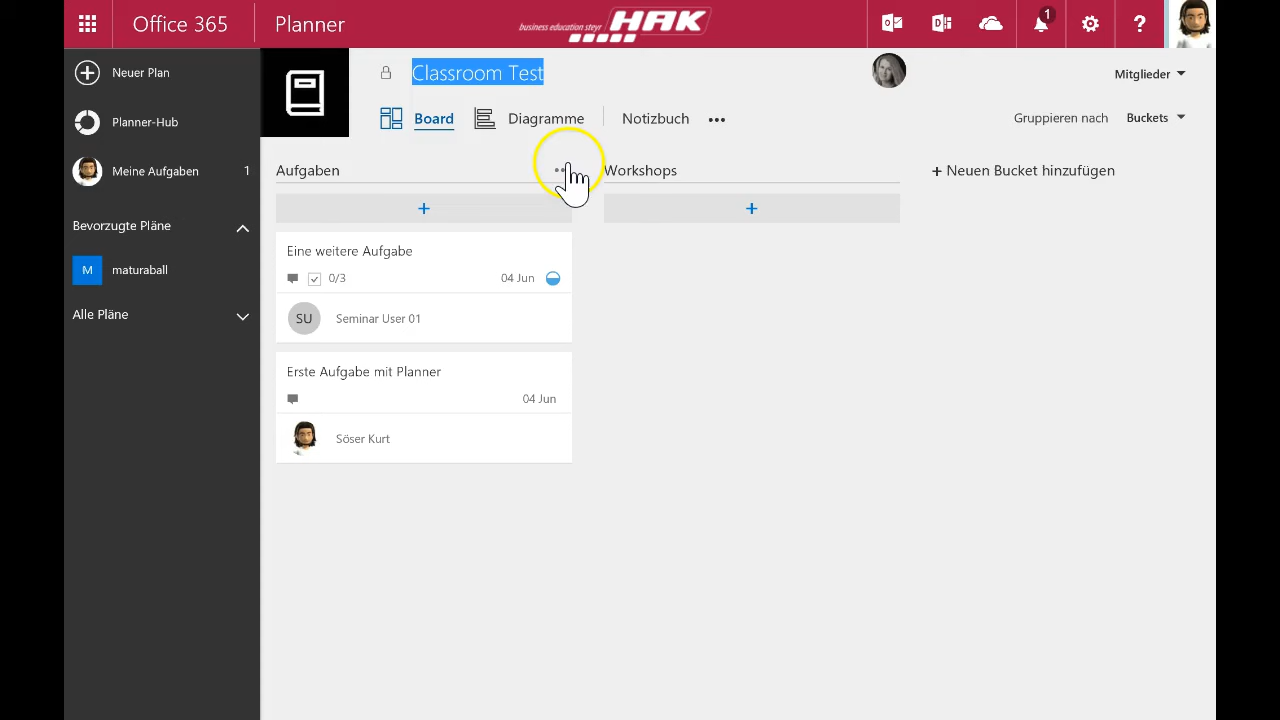 Office 365
Planner
business education steyr HAK
1
?
Neuer Plan
Planner-Hub
Meine Aufgaben 1
Bevorzugte Pläne
M maturaball
Alle Pläne
Classroom Test
Mitglieder
Board
Diagramme
Notizbuch
•••
Gruppieren nach Buckets
Aufgaben
Workshops
+ Neuen Bucket hinzufügen
+
+
Eine weitere Aufgabe
0/3 04 Jun
SU Seminar User 01
Erste Aufgabe mit Planner
04 Jun
Söser Kurt